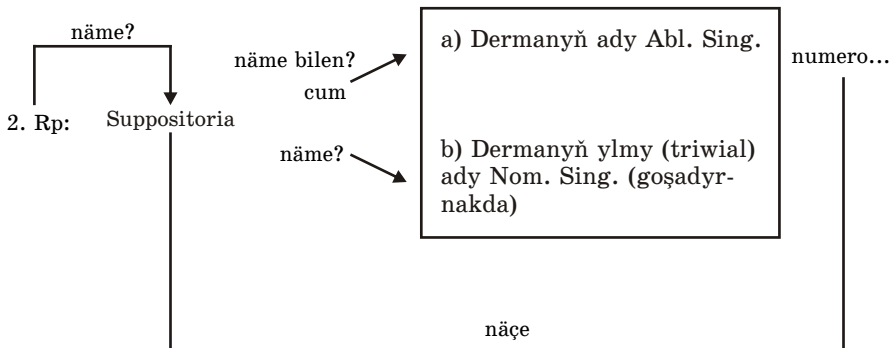 näme?
a) Dermanyň ady Abl. Sing.
näme bilen?
numero...
cum
2. Rp: Suppositoria
näme?
b) Dermanyň ylmy (triwial)
ady Nom. Sing. (goşadyr-
nakda)
näçe